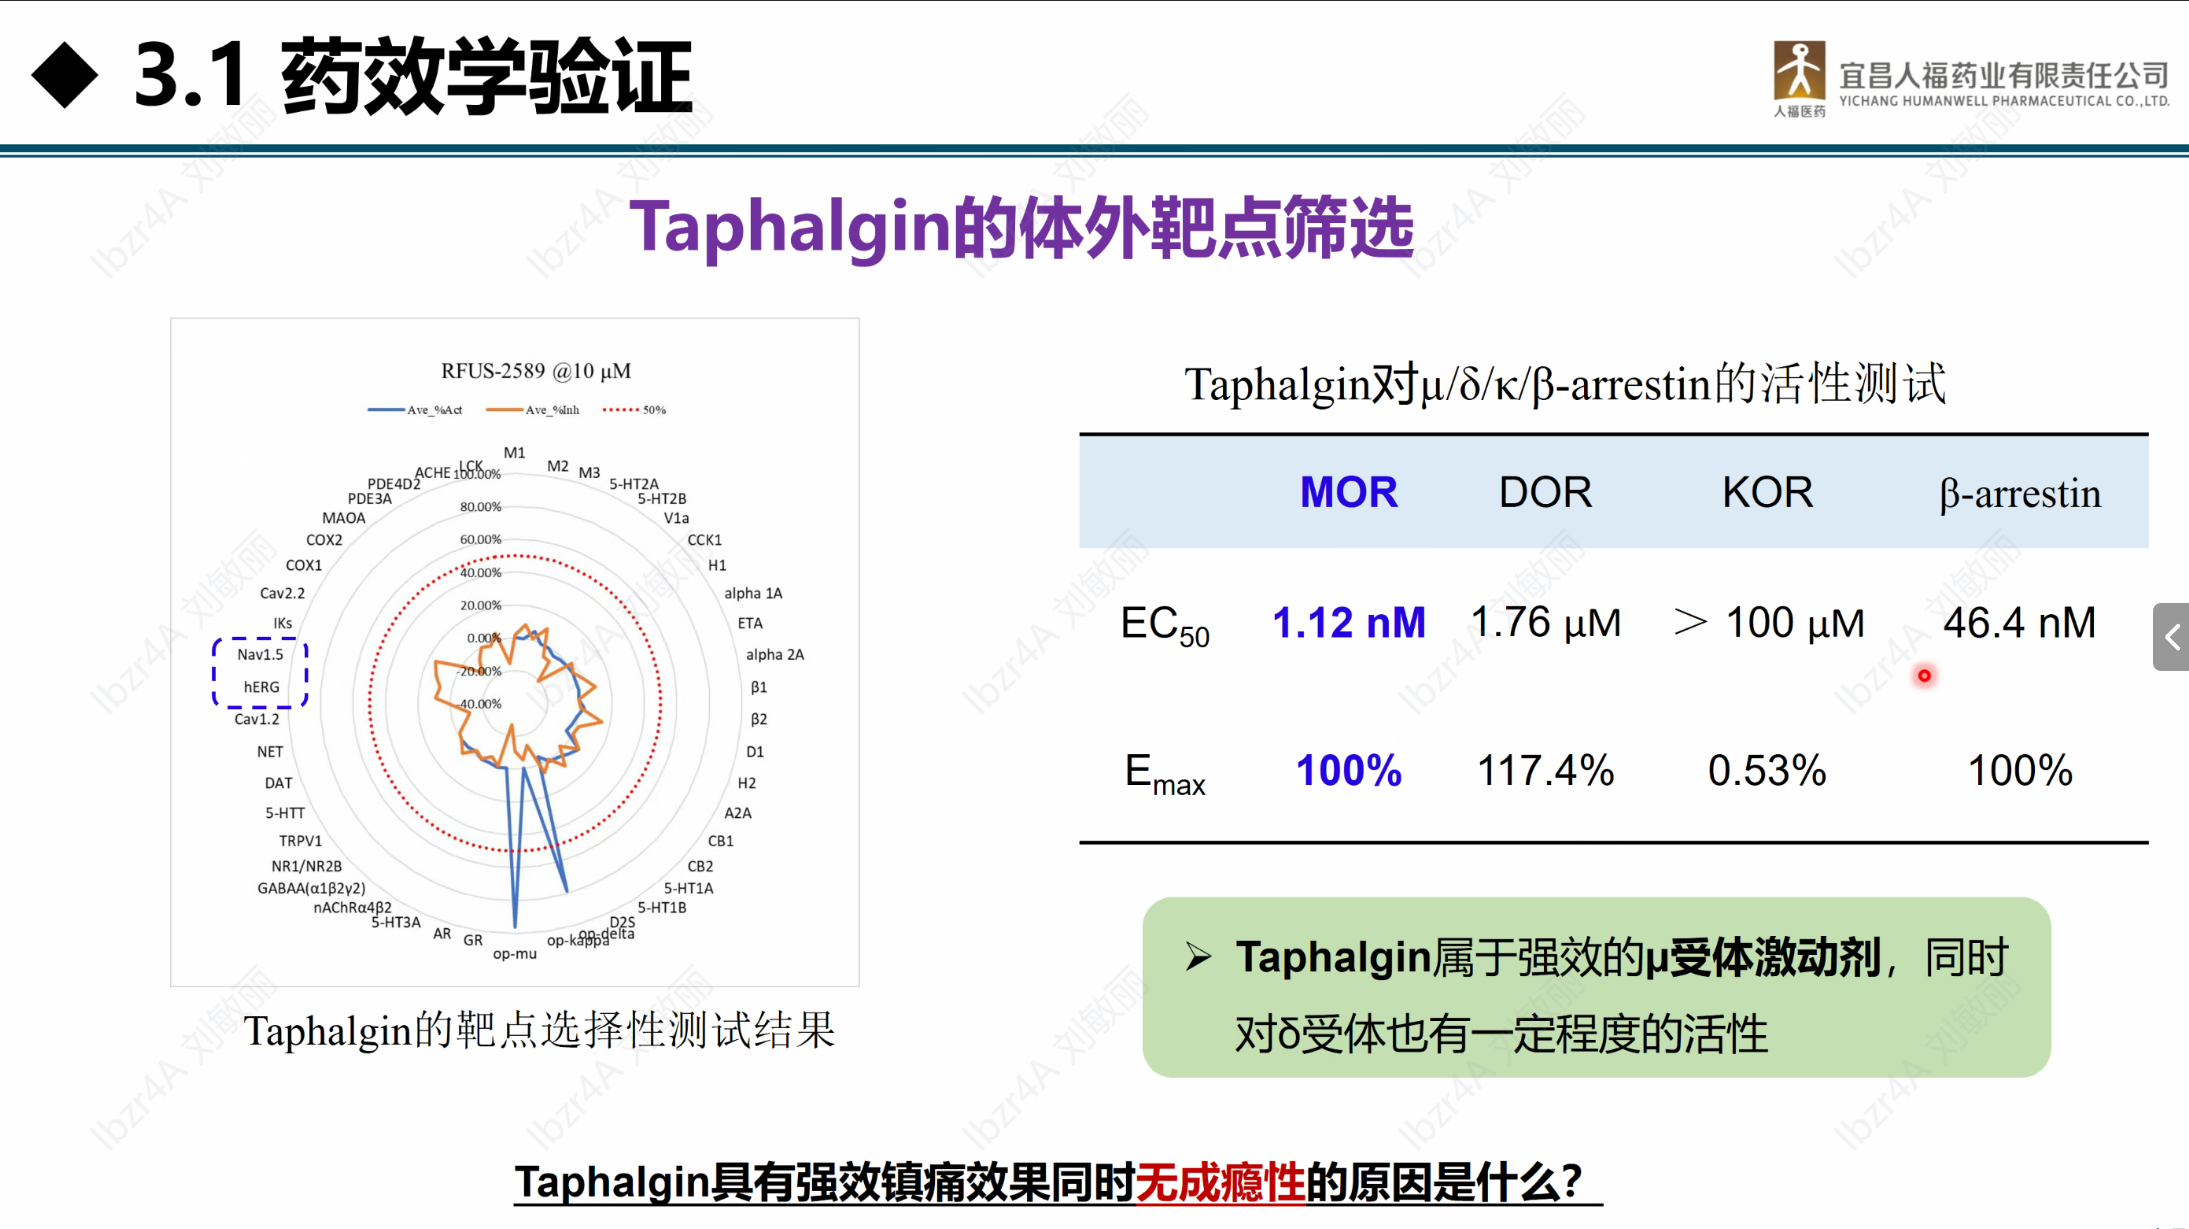 3.1 药效学验证
人福医药
宜昌人福药业有限责任公司
YICHANG HUMANWELL PHARMACEUTICAL CO.,LTD.
Taphalgin的体外靶点筛选
RFUS-2589 @10 μM
Ave_%Act
Ave_%Inh
50%
M1
M2
M3
5-HT2A
5-HT2B
V1a
CCK1
H1
alpha 1A
ETA
alpha 2A
β1
β2
D1
H2
A2A
CB1
CB2
5-HT1A
5-HT1B
D2S
op-delta
op-kappa
op-mu
GR
AR
5-HT3A
nAChRα4β2
GABAA(α1β2γ2)
NR1/NR2B
TRPV1
5-HTT
DAT
NET
Cav1.2
hERG
Nav1.5
IKs
Cav2.2
COX1
COX2
MAOA
PDE3A
PDE4D2
ACHE
LCK
100.00%
80.00%
60.00%
40.00%
20.00%
0.00%
-20.00%
-40.00%
Taphalgin的靶点选择性测试结果
Taphalgin对μ/δ/κ/β-arrestin的活性测试
MOR DOR KOR β-arrestin
EC50 1.12 nM 1.76 μM ＞ 100 μM 46.4 nM
Emax 100% 117.4% 0.53% 100%
➢ Taphalgin属于强效的μ受体激动剂，同时
对δ受体也有一定程度的活性
Taphalgin具有强效镇痛效果同时无成瘾性的原因是什么？
lbzr4A 刘敏丽